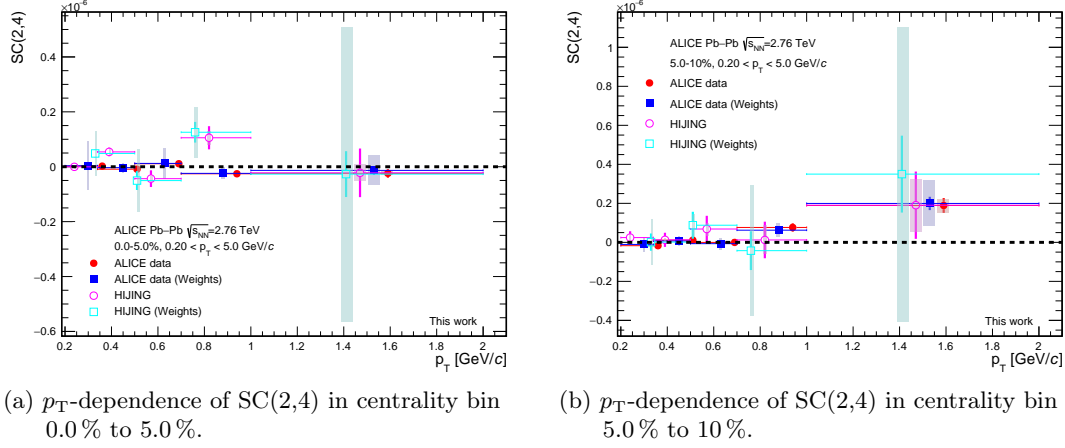 ×10⁻⁶
SC(2,4)
0.4
0.2
0
−0.2
−0.4
−0.6
ALICE Pb–Pb √sNN=2.76 TeV
0.0-5.0%, 0.20 < pT < 5.0 GeV/c
ALICE data
ALICE data (Weights)
HIJING
HIJING (Weights)
This work
0.2 0.4 0.6 0.8 1 1.2 1.4 1.6 1.8 2
pT [GeV/c]
(a) pT-dependence of SC(2,4) in centrality bin
0.0 % to 5.0 %.
×10⁻⁶
SC(2,4)
1
0.8
0.6
0.4
0.2
0
−0.2
−0.4
ALICE Pb–Pb √sNN=2.76 TeV
5.0-10%, 0.20 < pT < 5.0 GeV/c
ALICE data
ALICE data (Weights)
HIJING
HIJING (Weights)
This work
0.2 0.4 0.6 0.8 1 1.2 1.4 1.6 1.8 2
pT [GeV/c]
(b) pT-dependence of SC(2,4) in centrality bin
5.0 % to 10 %.